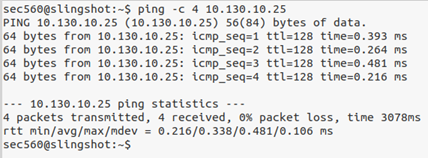 sec560@slingshot:~$ ping -c 4 10.130.10.25
PING 10.130.10.25 (10.130.10.25) 56(84) bytes of data.
64 bytes from 10.130.10.25: icmp_seq=1 ttl=128 time=0.393 ms
64 bytes from 10.130.10.25: icmp_seq=2 ttl=128 time=0.264 ms
64 bytes from 10.130.10.25: icmp_seq=3 ttl=128 time=0.481 ms
64 bytes from 10.130.10.25: icmp_seq=4 ttl=128 time=0.216 ms

--- 10.130.10.25 ping statistics ---
4 packets transmitted, 4 received, 0% packet loss, time 3078ms
rtt min/avg/max/mdev = 0.216/0.338/0.481/0.106 ms
sec560@slingshot:~$